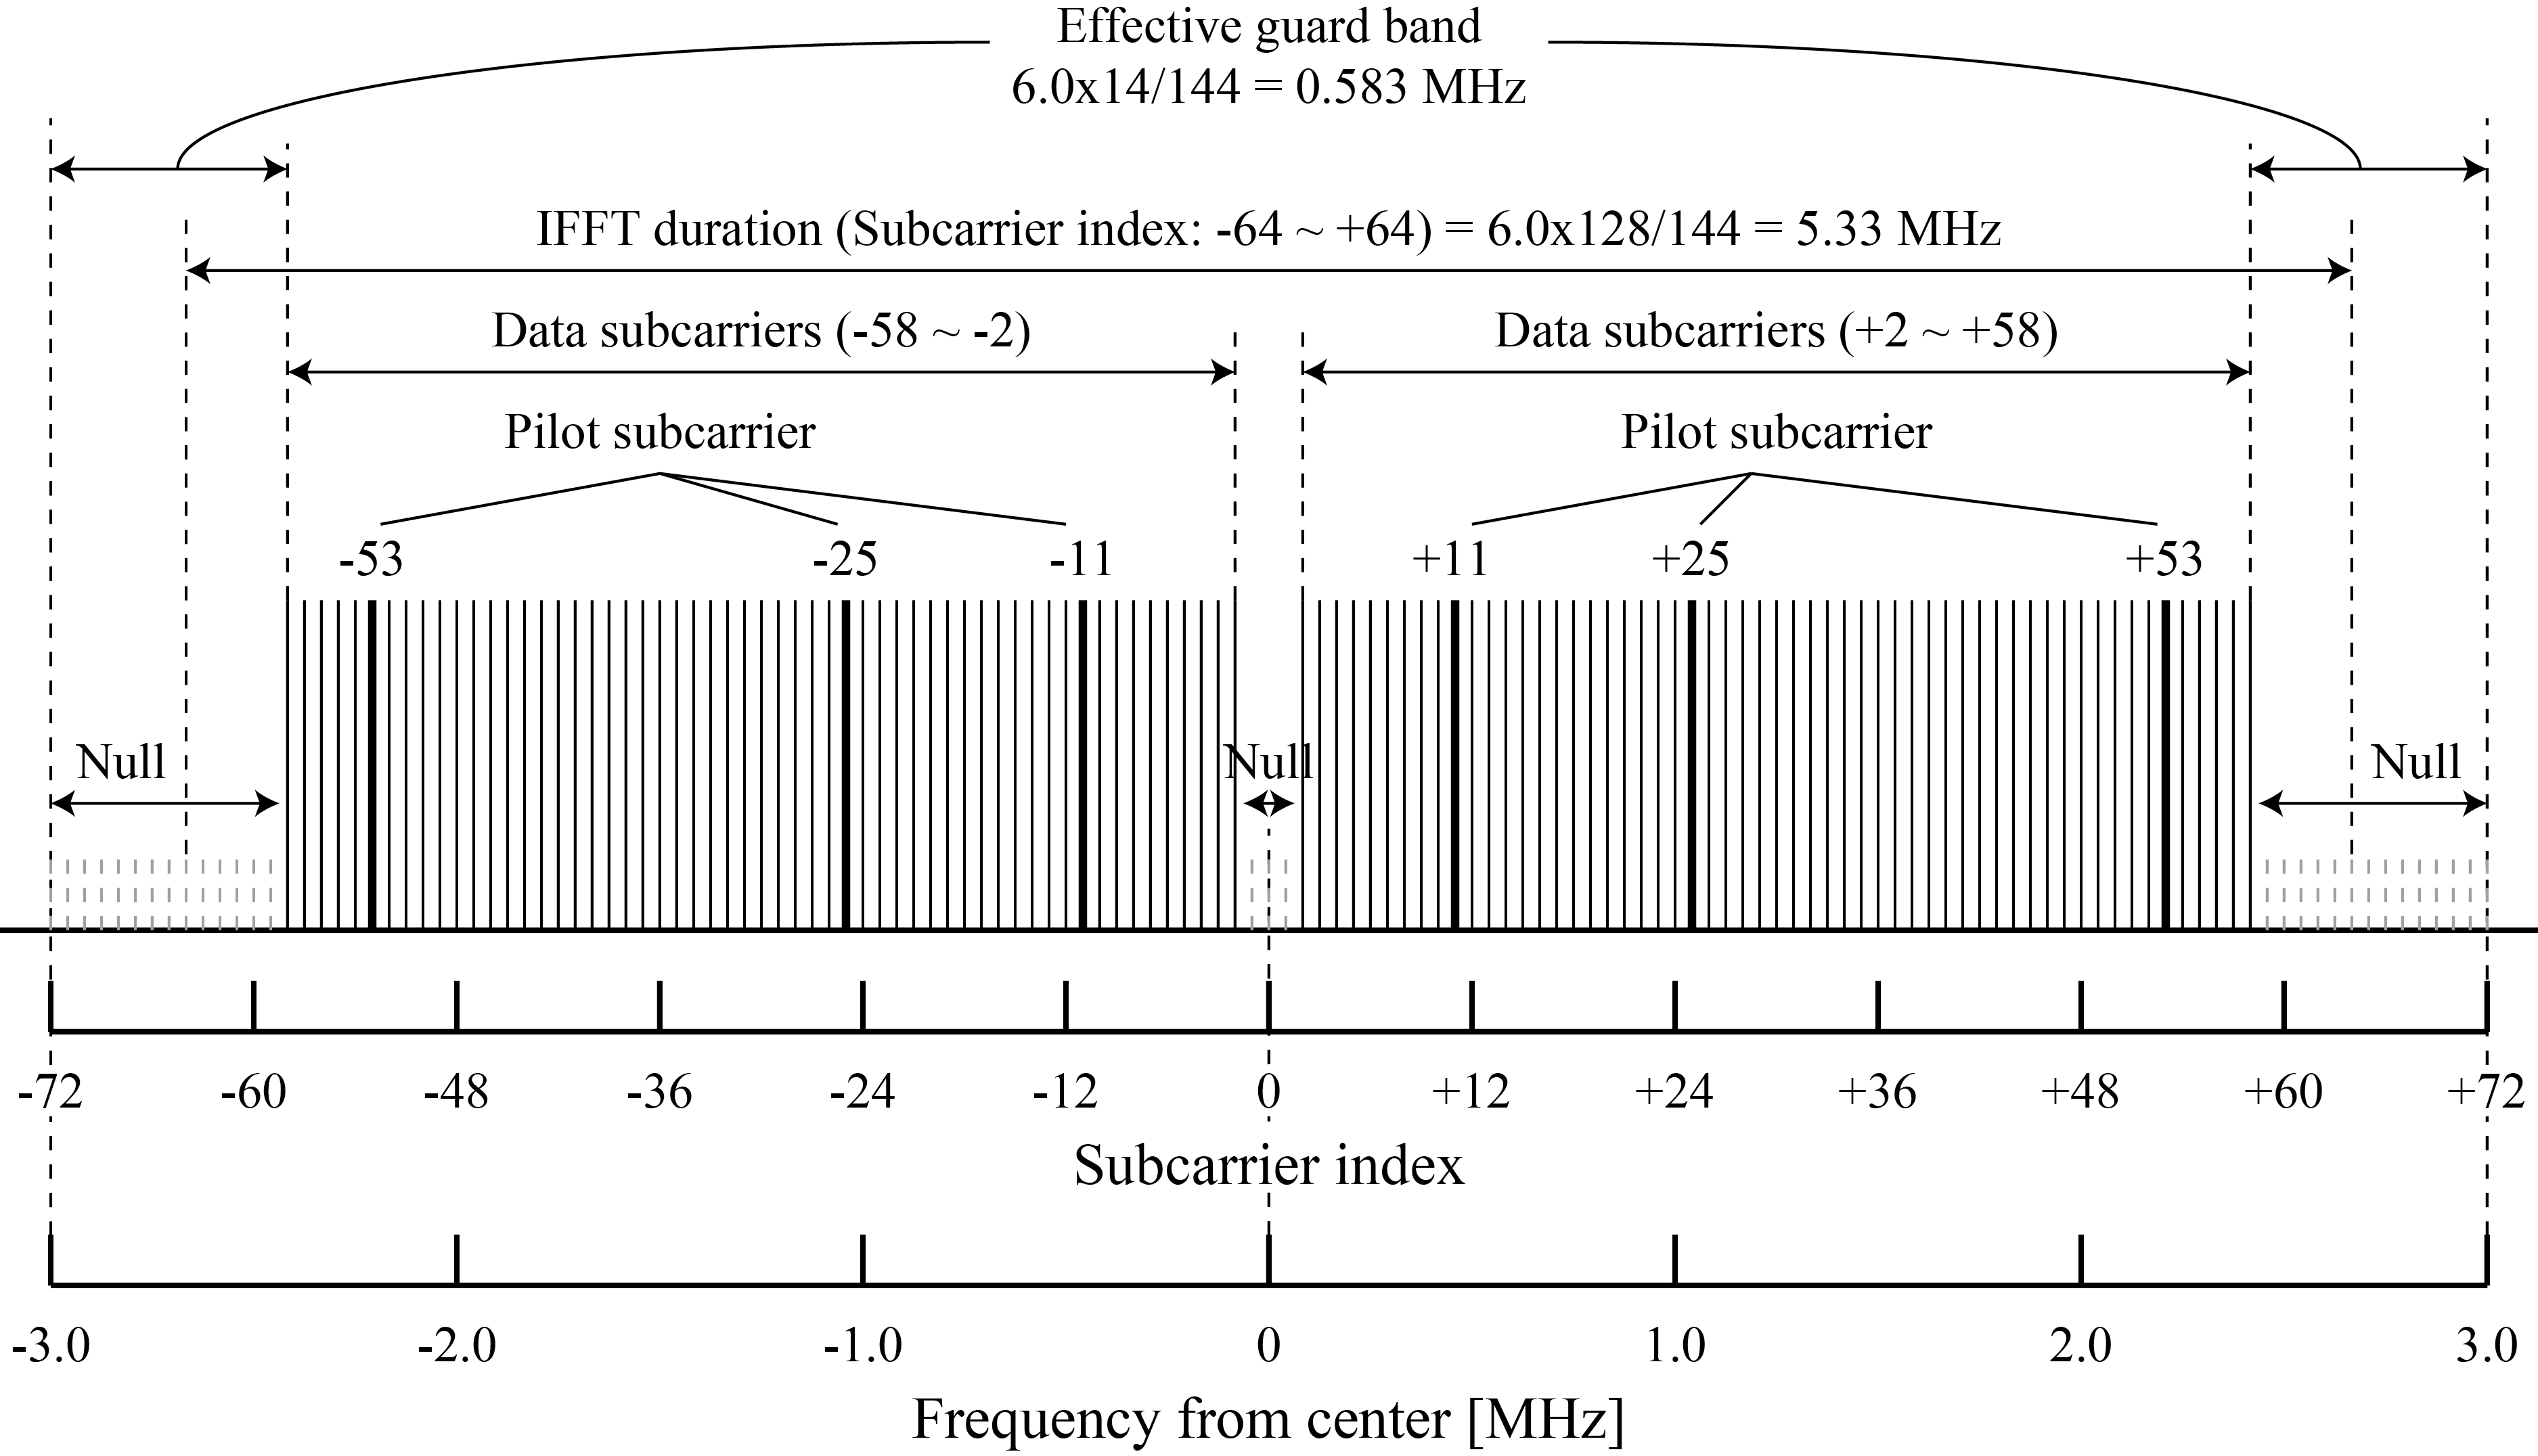 Effective guard band
6.0x14/144 = 0.583 MHz
IFFT duration (Subcarrier index: -64 ~ +64) = 6.0x128/144 = 5.33 MHz
Data subcarriers (-58 ~ -2)
Data subcarriers (+2 ~ +58)
Pilot subcarrier
Pilot subcarrier
-53 -25 -11 +11 +25 +53
Null Null Null
-72 -60 -48 -36 -24 -12 0 +12 +24 +36 +48 +60 +72
Subcarrier index
-3.0 -2.0 -1.0 0 1.0 2.0 3.0
Frequency from center [MHz]